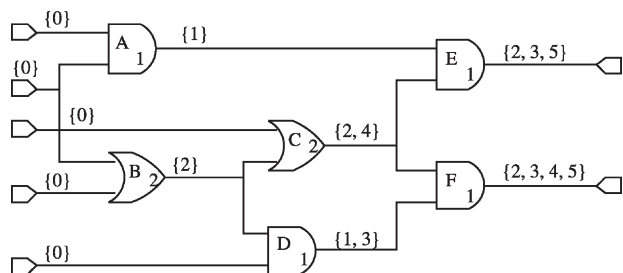 {0}
A
1
{1}
{0}
E
1
{2, 3, 5}
{0}
C
2
{2, 4}
B
2
{2}
{0}
F
1
{2, 3, 4, 5}
{0}
D
1
{1, 3}